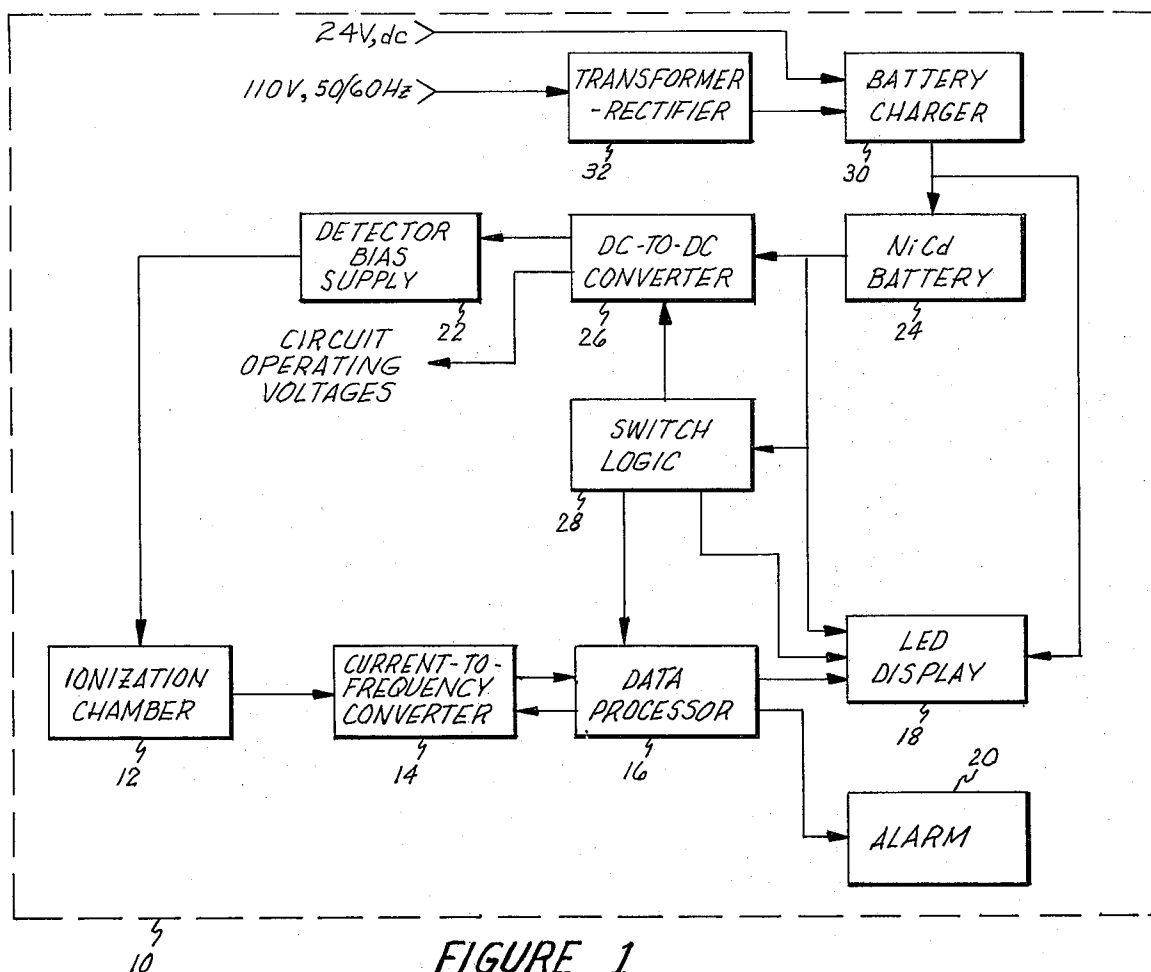 24V, dc
110V, 50/60Hz
TRANSFORMER
-RECTIFIER
32
BATTERY
CHARGER
30
DETECTOR
BIAS
SUPPLY
22
DC-TO-DC
CONVERTER
26
NiCd
BATTERY
24
CIRCUIT
OPERATING
VOLTAGES
SWITCH
LOGIC
28
IONIZATION
CHAMBER
12
CURRENT-TO-
FREQUENCY
CONVERTER
14
DATA
PROCESSOR
16
LED
DISPLAY
18
20
ALARM
10
FIGURE 1